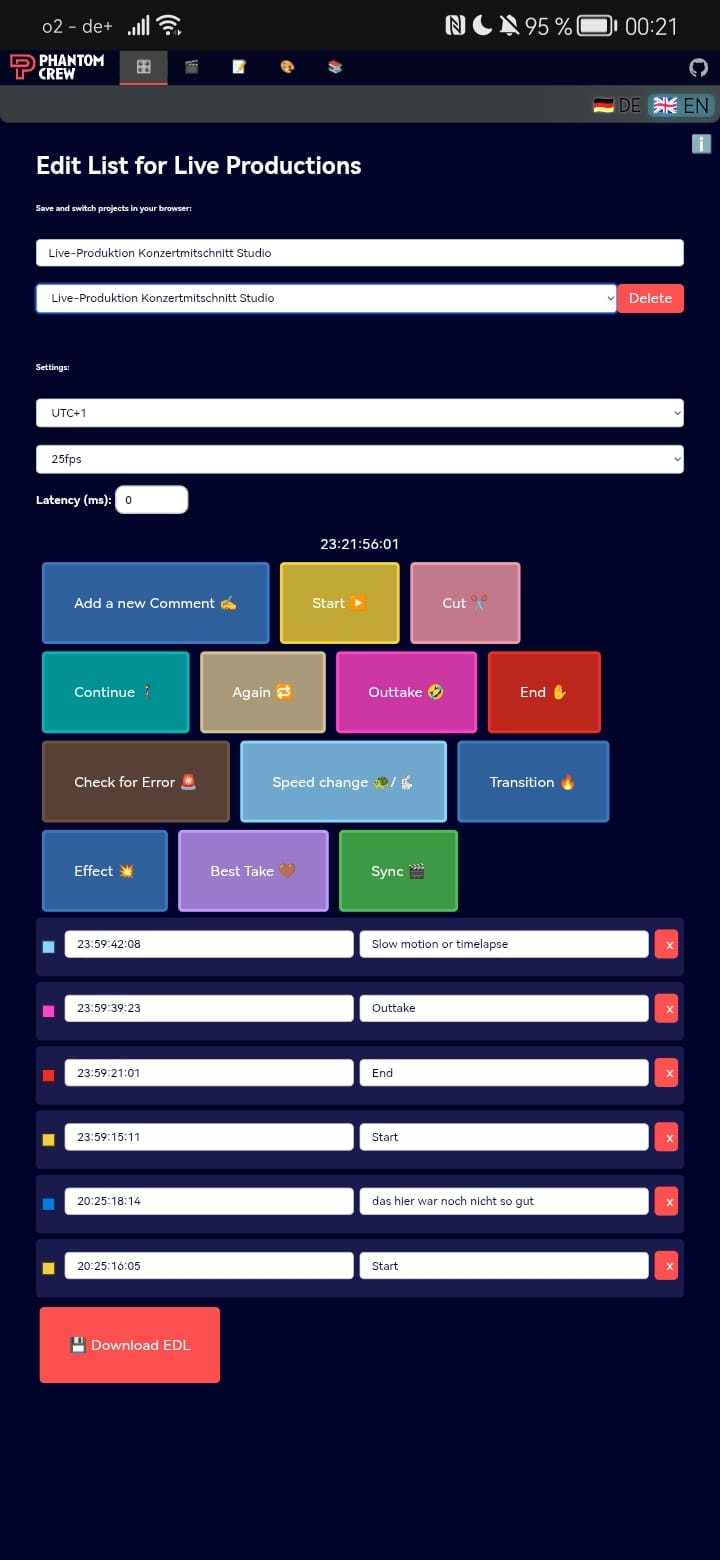 o2 - de+ 95 % 00:21
PHANTOM
CREW
DE EN
Edit List for Live Productions
Save and switch projects in your browser:
Live-Produktion Konzertmitschnitt Studio
Live-Produktion Konzertmitschnitt Studio Delete
Settings:
UTC+1
25fps
Latency (ms): 0
23:21:56:01
Add a new Comment ✍️ Start ▶️ Cut ✂️
Continue 🚶 Again 🔁 Outtake 🤣 End ✋
Check for Error 🚨 Speed change 🐢/🐇 Transition 🔥
Effect 💥 Best Take 🤎 Sync 🎬
23:59:42:08 Slow motion or timelapse x
23:59:39:23 Outtake x
23:59:21:01 End x
23:59:15:11 Start x
20:25:18:14 das hier war noch nicht so gut x
20:25:16:05 Start x
💾 Download EDL